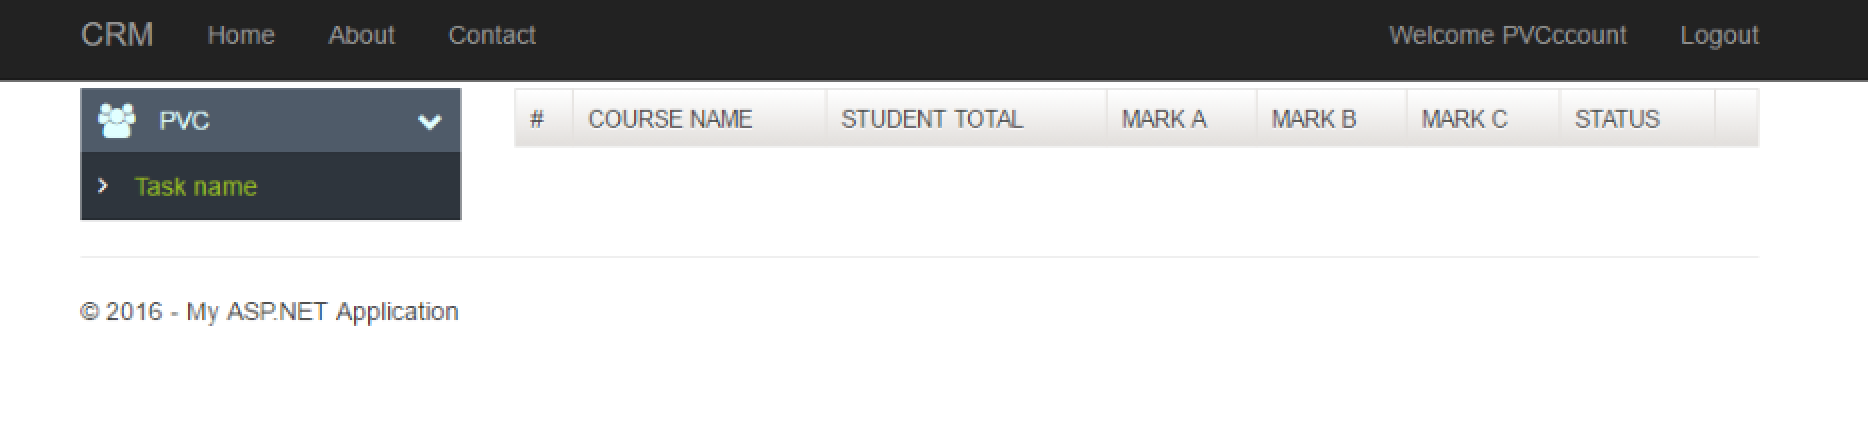 CRM Home About Contact Welcome PVCccount Logout
PVC
# COURSE NAME STUDENT TOTAL MARK A MARK B MARK C STATUS
Task name
© 2016 - My ASP.NET Application